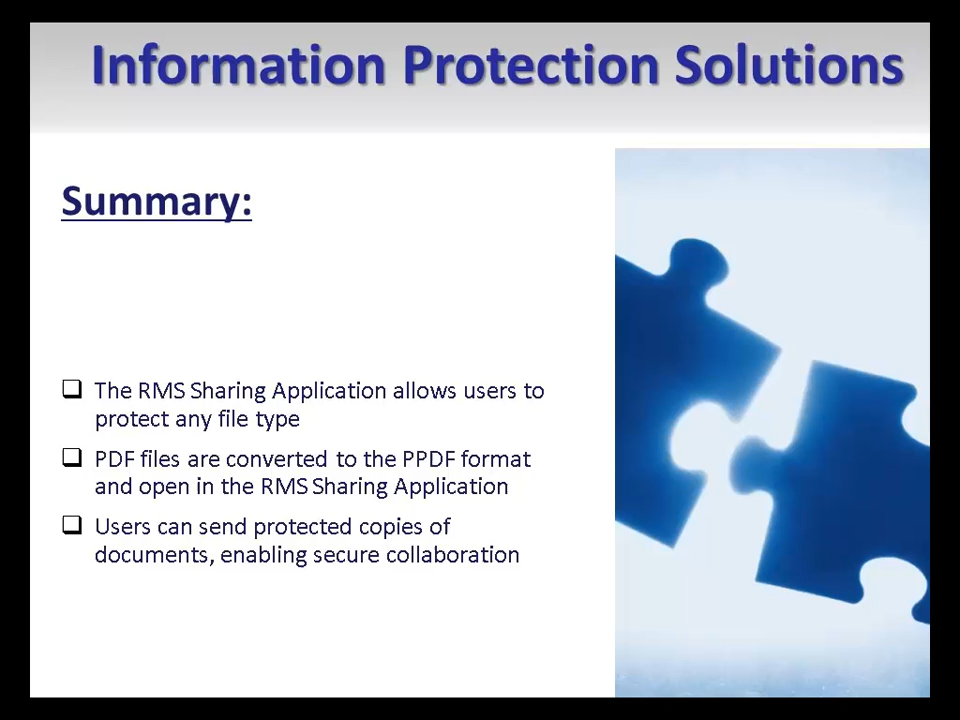 Information Protection Solutions
Summary:
❑ The RMS Sharing Application allows users to
protect any file type
❑ PDF files are converted to the PPDF format
and open in the RMS Sharing Application
❑ Users can send protected copies of
documents, enabling secure collaboration